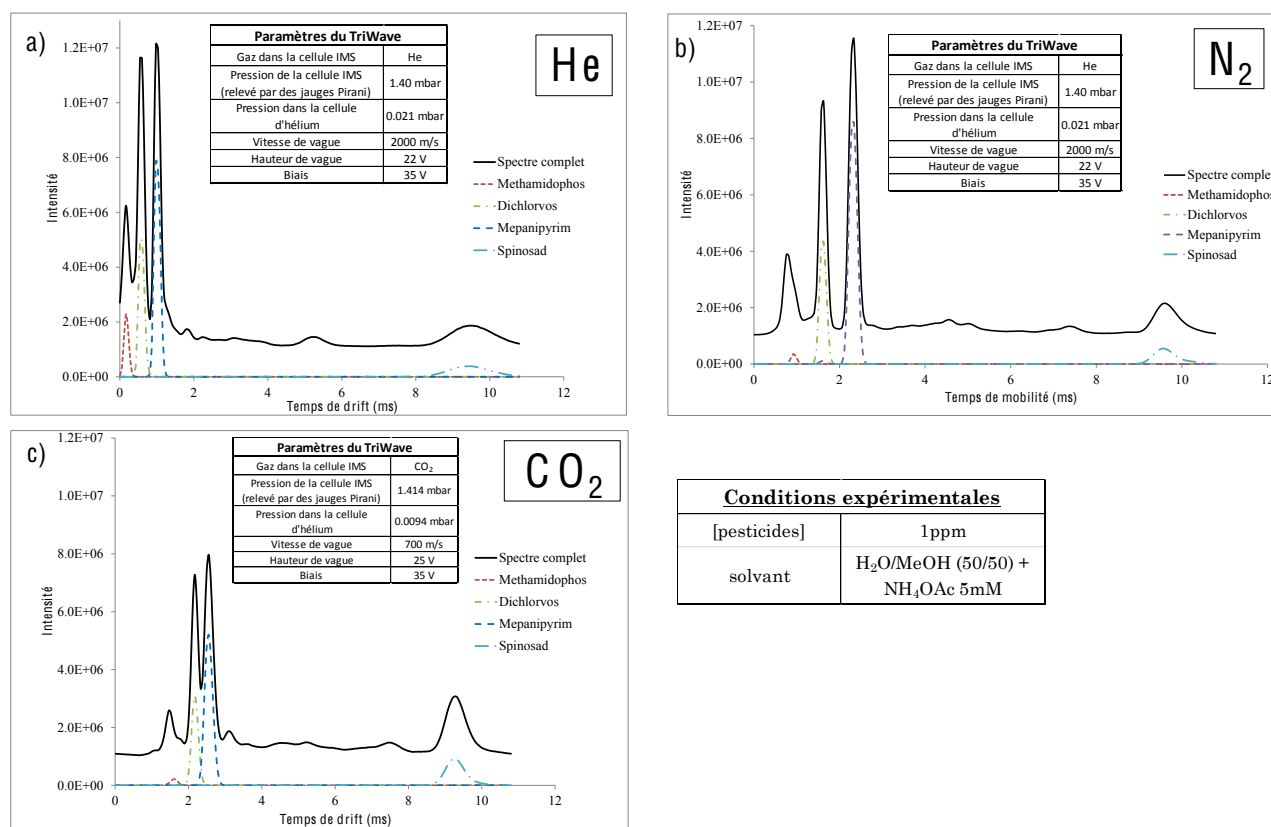 a)
He
1.2E+07
1.0E+07
8.0E+06
6.0E+06
4.0E+06
2.0E+06
0.0E+00
Intensité
0 2 4 6 8 10 12
Temps de drift (ms)
Paramètres du TriWave
Gaz dans la cellule IMS He
Pression de la cellule IMS
(relevé par des jauges Pirani) 1.40 mbar
Pression dans la cellule
d'hélium 0.021 mbar
Vitesse de vague 2000 m/s
Hauteur de vague 22 V
Biais 35 V
Spectre complet
Methamidophos
Dichlorvos
Mepanipyrim
Spinosad
b)
N2
1.2E+07
1.0E+07
8.0E+06
6.0E+06
4.0E+06
2.0E+06
0.0E+00
Intensité
0 2 4 6 8 10 12
Temps de mobilité (ms)
Paramètres du TriWave
Gaz dans la cellule IMS He
Pression de la cellule IMS
(relevé par des jauges Pirani) 1.40 mbar
Pression dans la cellule
d'hélium 0.021 mbar
Vitesse de vague 2000 m/s
Hauteur de vague 22 V
Biais 35 V
Spectre complet
Methamidophos
Dichlorvos
Mepanipyrim
Spinosad
c)
CO2
1.2E+07
1.0E+07
8.0E+06
6.0E+06
4.0E+06
2.0E+06
0.0E+00
Intensité
0 2 4 6 8 10 12
Temps de drift (ms)
Paramètres du TriWave
Gaz dans la cellule IMS CO2
Pression de la cellule IMS
(relevé par des jauges Pirani) 1.414 mbar
Pression dans la cellule
d'hélium 0.0094 mbar
Vitesse de vague 700 m/s
Hauteur de vague 25 V
Biais 35 V
Spectre complet
Methamidophos
Dichlorvos
Mepanipyrim
Spinosad
Conditions expérimentales
[pesticides] 1ppm
solvant H2O/MeOH (50/50) +
NH4OAc 5mM